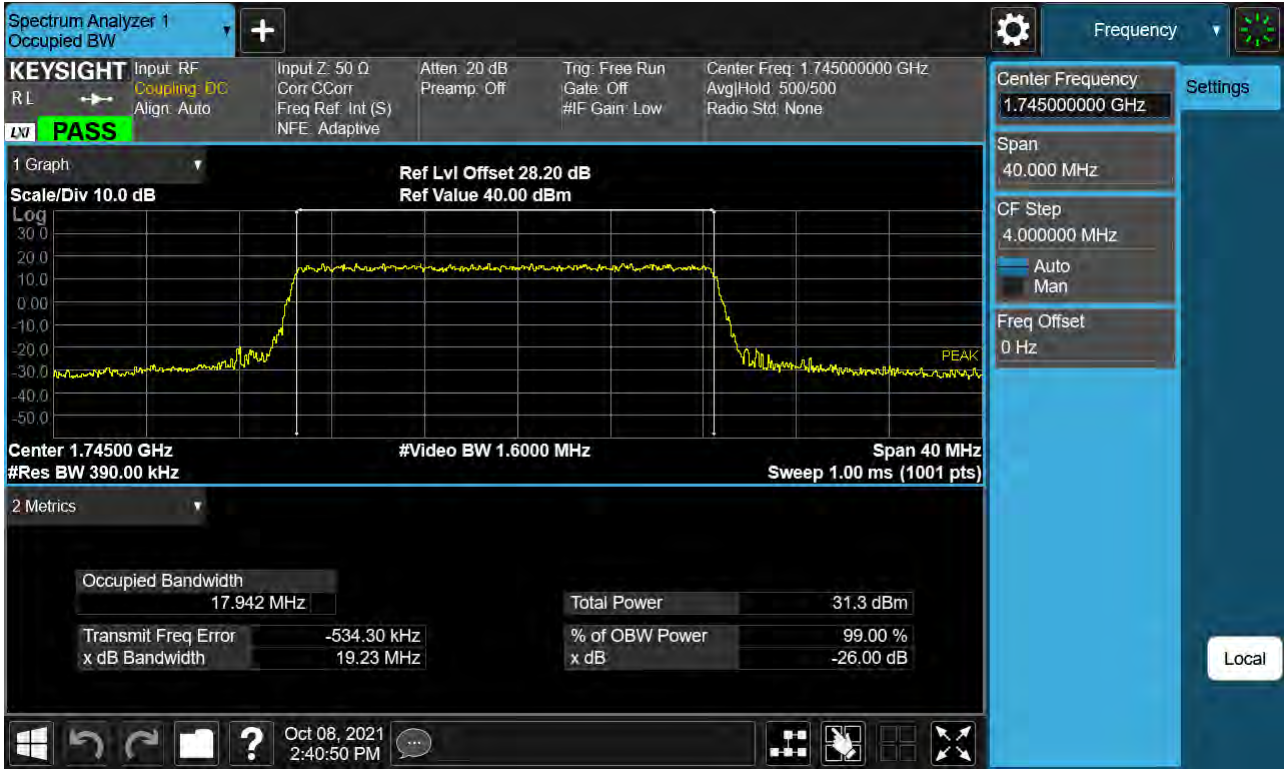 Spectrum Analyzer 1
Occupied BW
Frequency
KEYSIGHT
RL
LXI
PASS
Input: RF
Coupling: DC
Align: Auto
Input Z: 50 Ω
Corr CCorr
Freq Ref: Int (S)
NFE: Adaptive
Atten: 20 dB
Preamp: Off
Trig: Free Run
Gate: Off
#IF Gain: Low
Center Freq: 1.745000000 GHz
Avg|Hold: 500/500
Radio Std: None
1 Graph
Scale/Div 10.0 dB
Ref Lvl Offset 28.20 dB
Ref Value 40.00 dBm
Log
30.0
20.0
10.0
0.00
-10.0
-20.0
-30.0
-40.0
-50.0
PEAK
Center 1.74500 GHz
#Video BW 1.6000 MHz
Span 40 MHz
#Res BW 390.00 kHz
Sweep 1.00 ms (1001 pts)
2 Metrics
Occupied Bandwidth
17.942 MHz
Total Power 31.3 dBm
Transmit Freq Error -534.30 kHz
% of OBW Power 99.00 %
x dB Bandwidth 19.23 MHz
x dB -26.00 dB
Center Frequency
1.745000000 GHz
Settings
Span
40.000 MHz
CF Step
4.000000 MHz
Auto
Man
Freq Offset
0 Hz
Local
?
Oct 08, 2021
2:40:50 PM